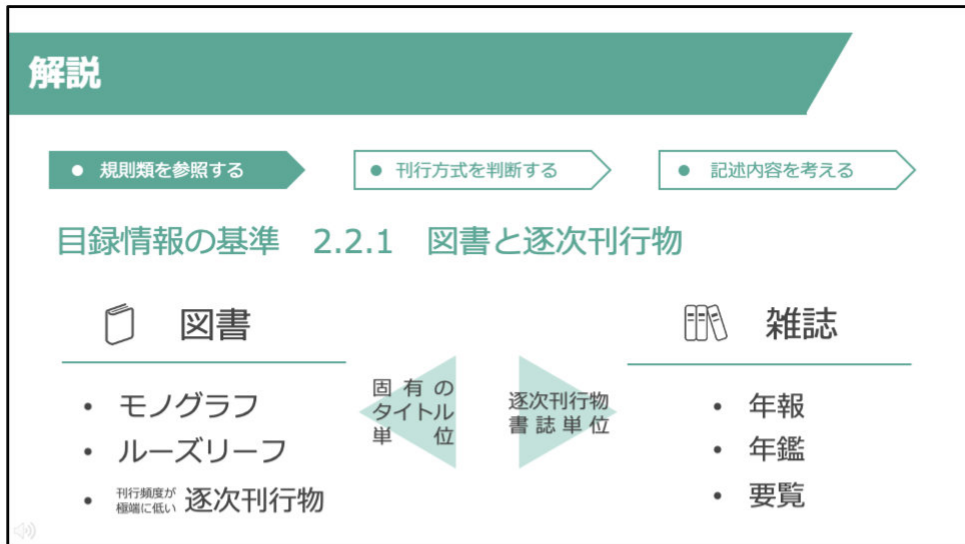 解説
● 規則類を参照する
● 刊行方式を判断する
● 記述内容を考える
目録情報の基準 2.2.1 図書と逐次刊行物
図書
• モノグラフ
• ルーズリーフ
• 刊行頻度が極端に低い 逐次刊行物
固有の
タイトル
単位
逐次刊行物
書誌単位
雑誌
• 年報
• 年鑑
• 要覧